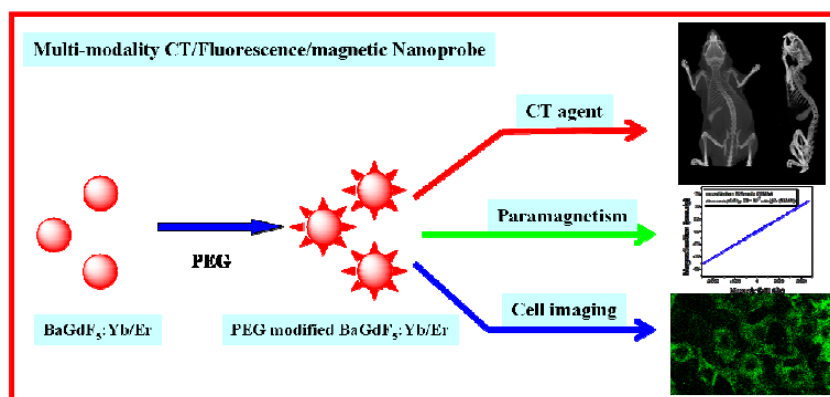 Multi-modality CT/Fluorescence/magnetic Nanoprobe
CT agent
Paramagnetism
PEG
Cell imaging
BaGdF₅:Yb/Er
PEG modified BaGdF₅:Yb/Er